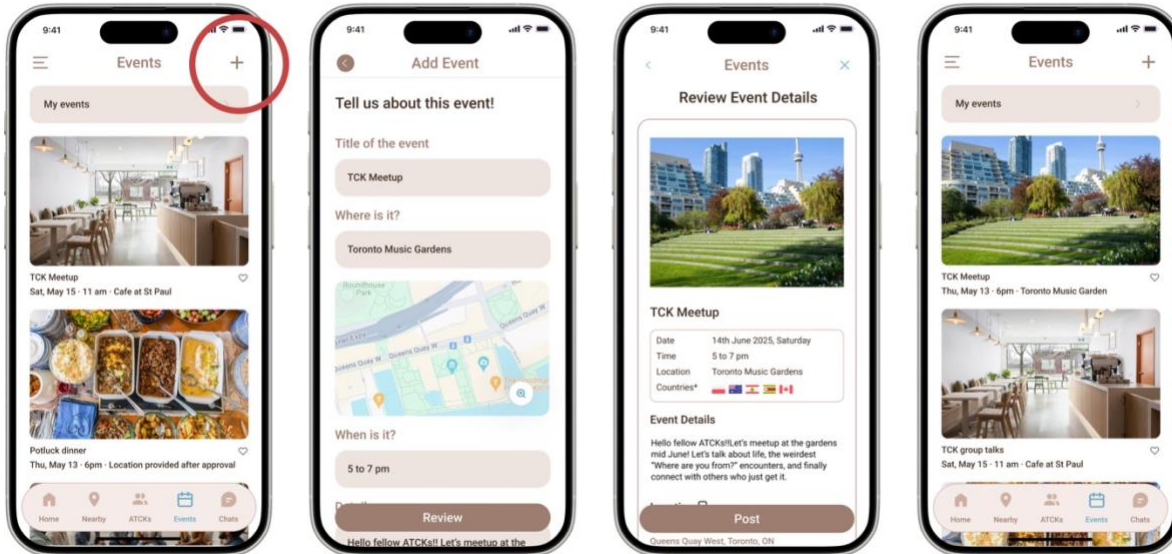 9:41
Events
My events
TCK Meetup
Sat, May 15 · 11 am · Cafe at St Paul
Potluck dinner
Thu, May 13 · 6pm · Location provided after approval
Home Nearby ATCKs Events Chats
9:41
Add Event
Tell us about this event!
Title of the event
TCK Meetup
Where is it?
Toronto Music Gardens
Roundhouse
Park
Queens Quay W
Queens Quay W
When is it?
5 to 7 pm
Review
Hello fellow ATCKs!! Let's meetup at the
9:41
Events
Review Event Details
TCK Meetup
Date 14th June 2025, Saturday
Time 5 to 7 pm
Location Toronto Music Gardens
Countries*
Event Details
Hello fellow ATCKs!!Let's meetup at the gardens
mid June! Let's talk about life, the weirdest
"Where are you from?" encounters, and finally
connect with others who just get it.
Post
Queens Quay West, Toronto, ON
9:41
Events
My events
TCK Meetup
Thu, May 13 · 6pm · Toronto Music Garden
TCK group talks
Sat, May 15 · 11 am · Cafe at St Paul
Home Nearby ATCKs Events Chats